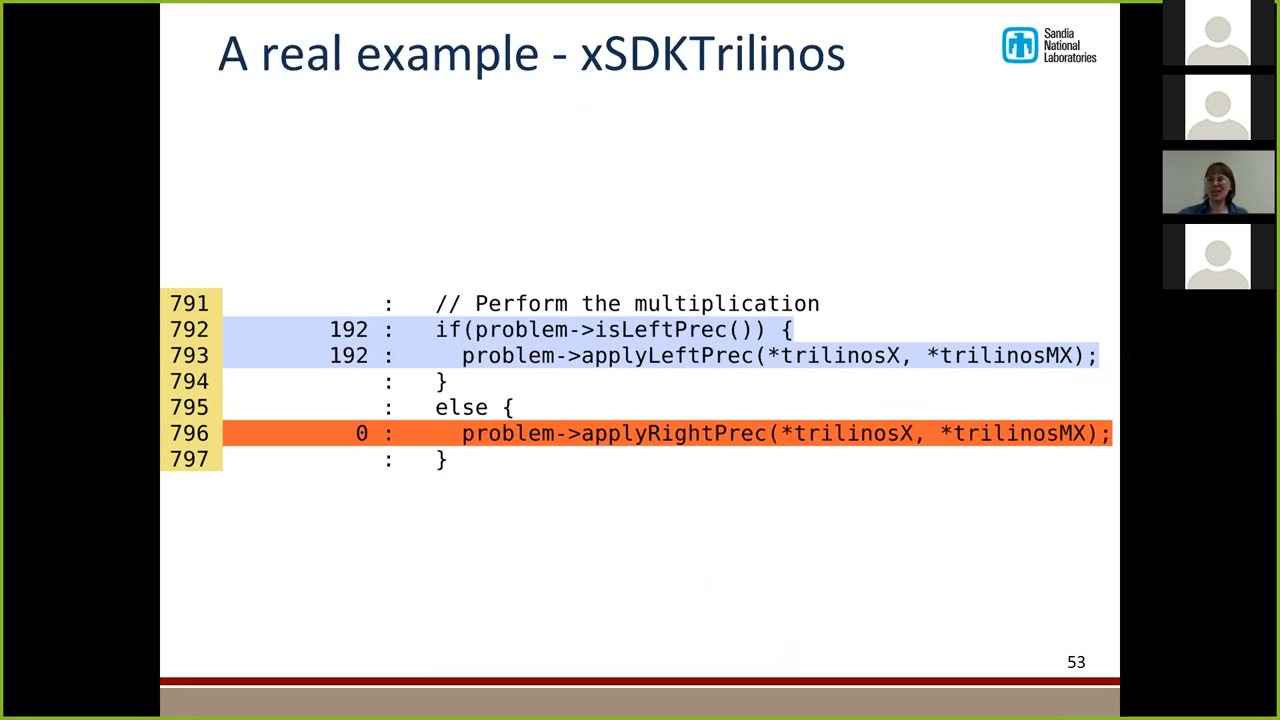 A real example - xSDKTrilinos
Sandia
National
Laboratories
791 : // Perform the multiplication
792 192 : if(problem->isLeftPrec()) {
793 192 : problem->applyLeftPrec(*trilinosX, *trilinosMX);
794 : }
795 : else {
796 0 : problem->applyRightPrec(*trilinosX, *trilinosMX);
797 : }
53